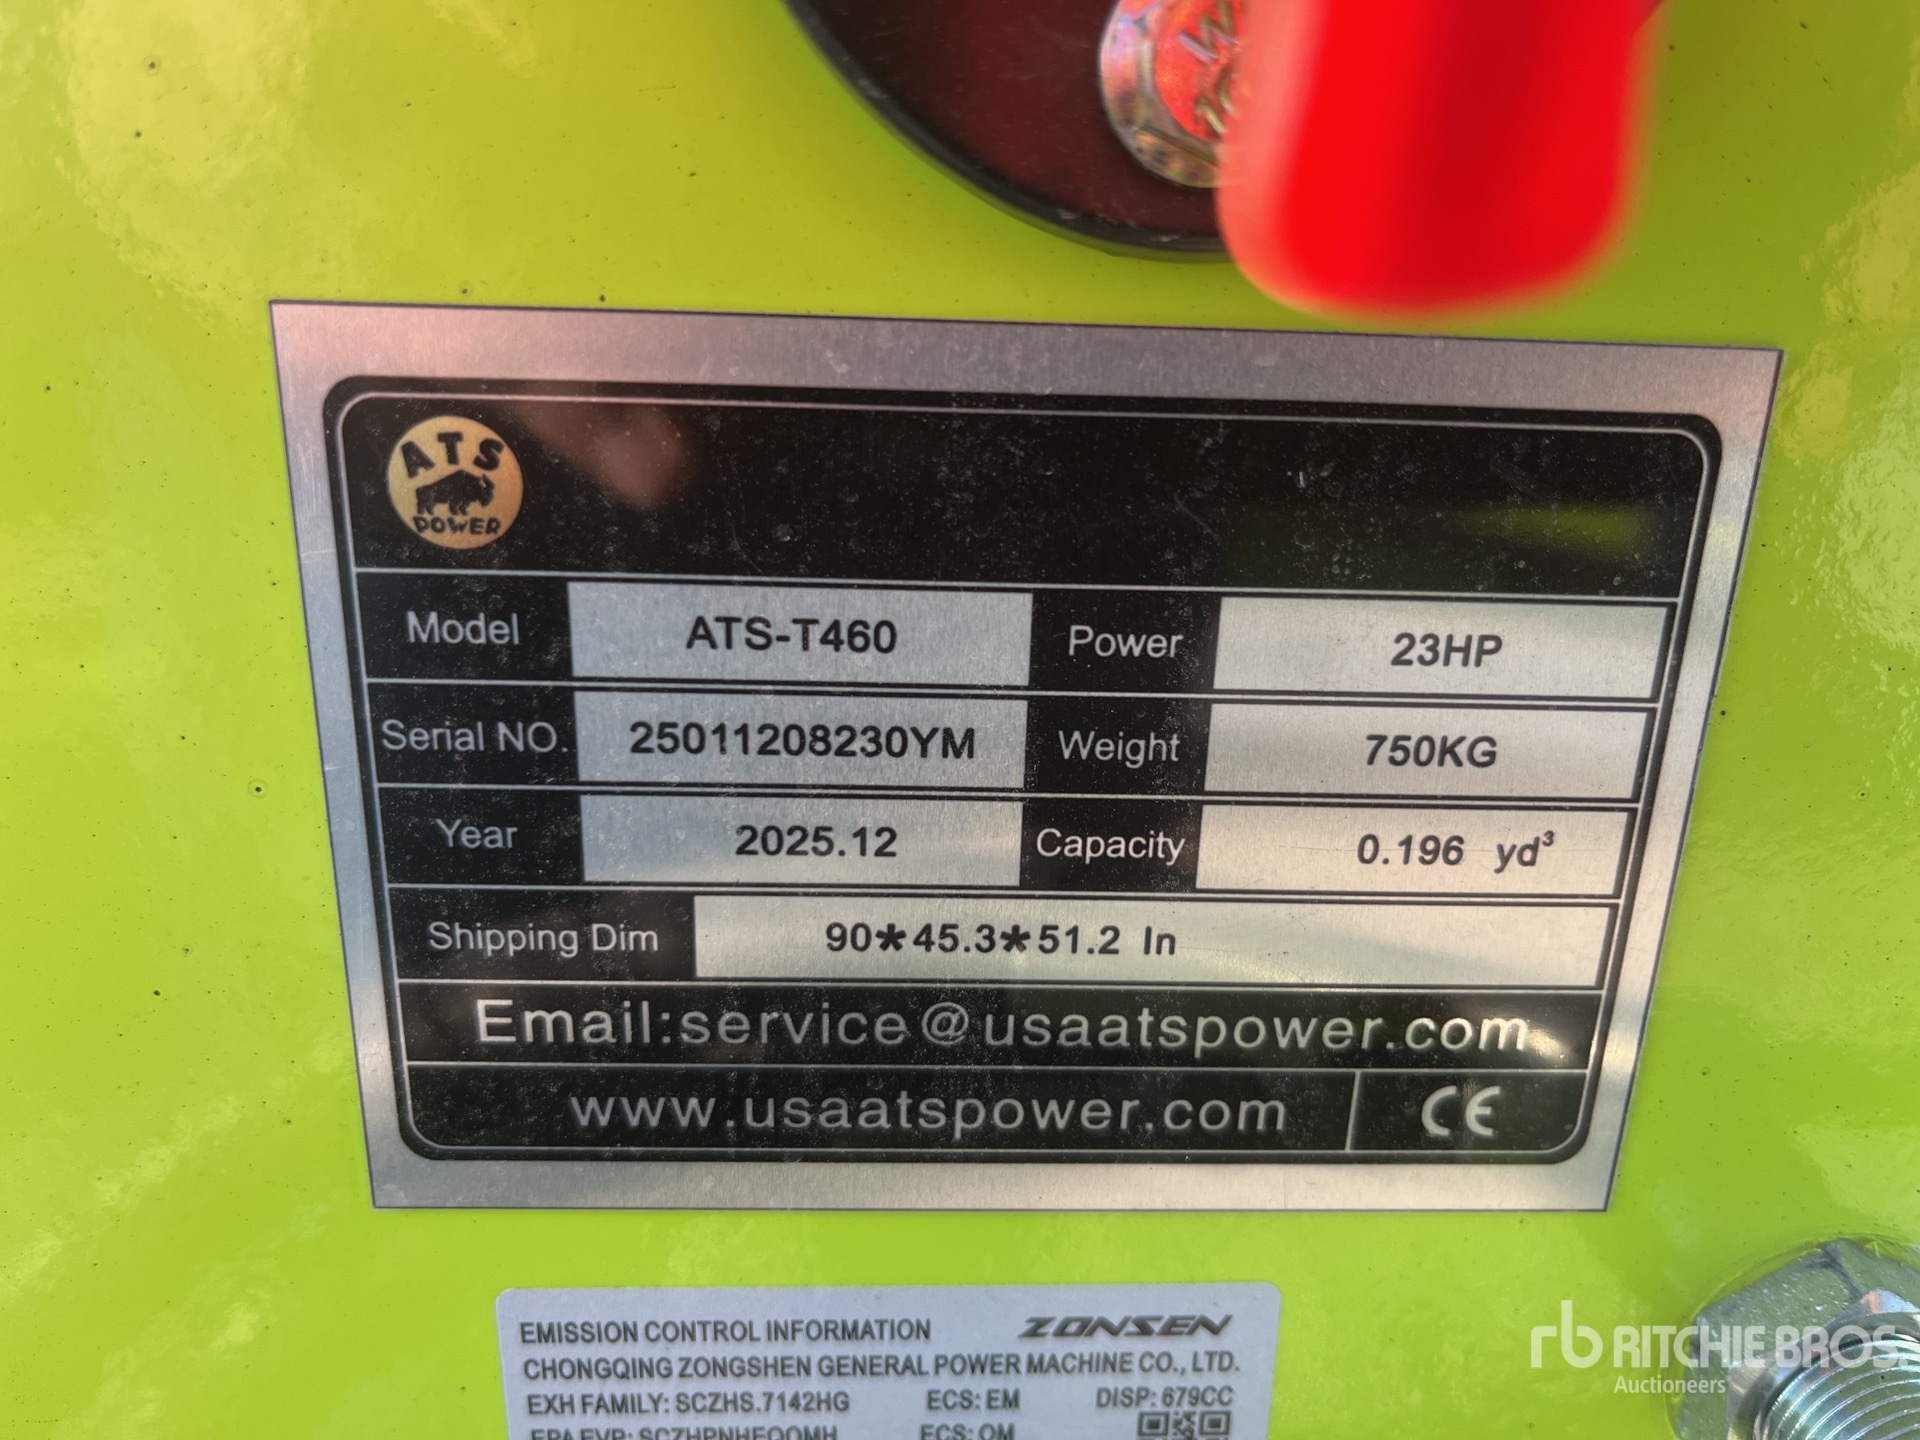 ATS
POWER
Model ATS-T460 Power 23HP
Serial NO. 25011208230YM Weight 750KG
Year 2025.12 Capacity 0.196 yd³
Shipping Dim 90*45.3*51.2 In
Email:service@usaatspower.com
www.usaatspower.com CE
EMISSION CONTROL INFORMATION ZONSEN
CHONGQING ZONGSHEN GENERAL POWER MACHINE CO., LTD.
EXH FAMILY: SCZHS.7142HG ECS: EM DISP: 679CC
ECS: OM
rb RITCHIE BROS.
Auctioneers